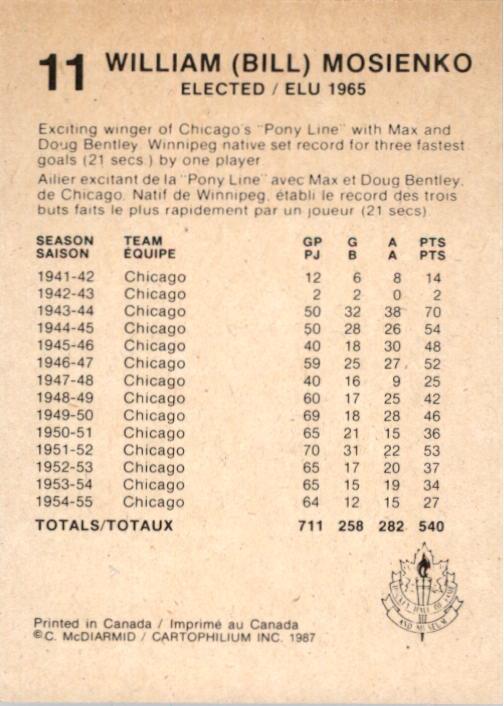 11 WILLIAM (BILL) MOSIENKO
ELECTED / ELU 1965
Exciting winger of Chicago's "Pony Line" with Max and
Doug Bentley. Winnipeg native set record for three fastest
goals (21 secs.) by one player
Ailier excitant de la "Pony Line" avec Max et Doug Bentley,
de Chicago. Natif de Winnipeg, établi le record des trois
buts faits le plus rapidement par un joueur (21 secs).
SEASON TEAM GP G A PTS
SAISON ÉQUIPE PJ B A PTS
1941-42 Chicago 12 6 8 14
1942-43 Chicago 2 2 0 2
1943-44 Chicago 50 32 38 70
1944-45 Chicago 50 28 26 54
1945-46 Chicago 40 18 30 48
1946-47 Chicago 59 25 27 52
1947-48 Chicago 40 16 9 25
1948-49 Chicago 60 17 25 42
1949-50 Chicago 69 18 28 46
1950-51 Chicago 65 21 15 36
1951-52 Chicago 70 31 22 53
1952-53 Chicago 65 17 20 37
1953-54 Chicago 65 15 19 34
1954-55 Chicago 64 12 15 27
TOTALS/TOTAUX 711 258 282 540
HOCKEY HALL OF FAME
AND MUSEUM
Printed in Canada / Imprimé au Canada
©C. McDIARMID / CARTOPHILIUM INC. 1987